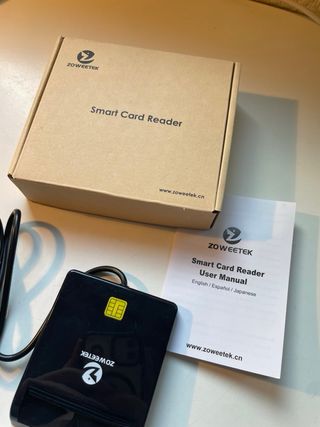 ZOWEETEK
Smart Card Reader
www.zoweetek.cn
ZOWEETEK
Smart Card Reader
User Manual
English / Español / Japanese
www.zoweetek.cn
ZOWEETEK